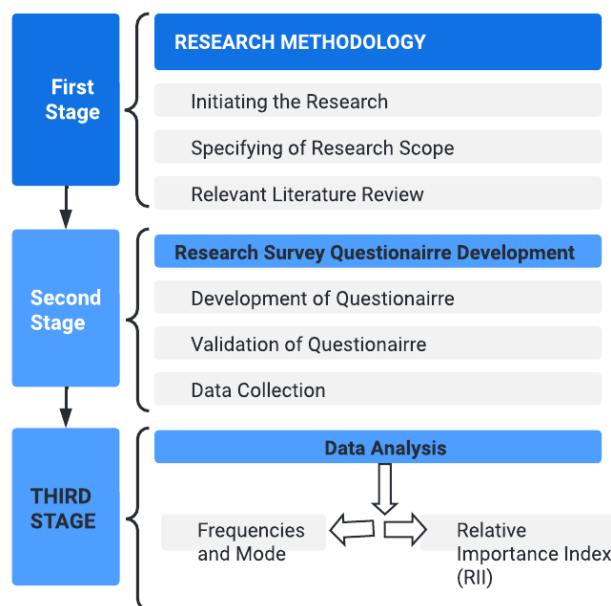 First
Stage
RESEARCH METHODOLOGY
Initiating the Research
Specifying of Research Scope
Relevant Literature Review
Second
Stage
Research Survey Questionairre Development
Development of Questionairre
Validation of Questionairre
Data Collection
THIRD
STAGE
Data Analysis
Frequencies
and Mode
Relative
Importance Index
(RII)